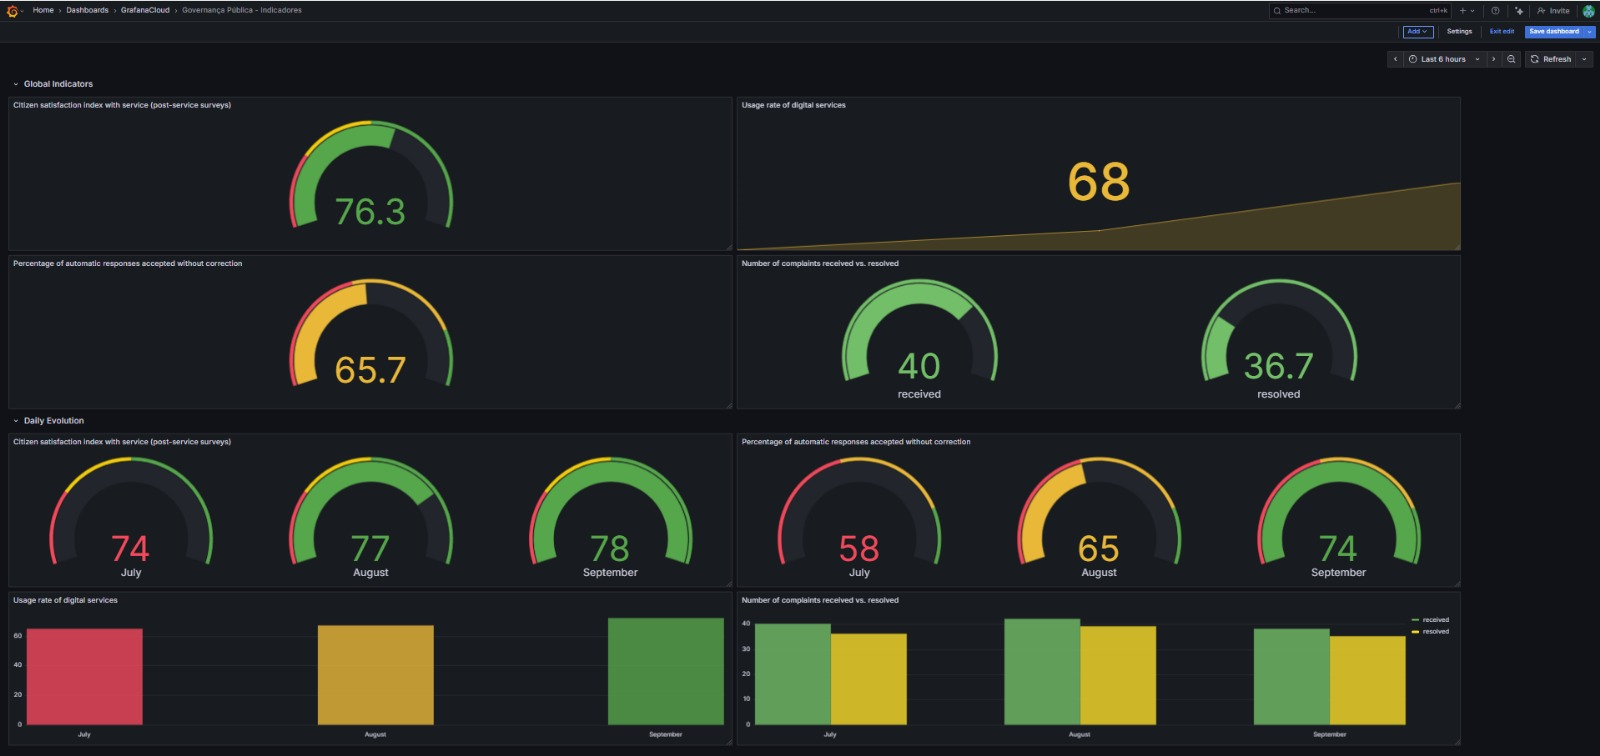 Home > Dashboards > GrafanaCloud > Governança Pública - Indicadores
Search... ctrl+k
Invite
Add Settings Exit edit Save dashboard
Last 6 hours Refresh
Global Indicators
Citizen satisfaction index with service (post-service surveys)
76.3
Usage rate of digital services
68
Percentage of automatic responses accepted without correction
65.7
Number of complaints received vs. resolved
40 36.7
received resolved
Daily Evolution
Citizen satisfaction index with service (post-service surveys)
74 77 78
July August September
Percentage of automatic responses accepted without correction
58 65 74
July August September
Usage rate of digital services
60
40
20
0
July August September
Number of complaints received vs. resolved
40
30
20
10
0
July August September
received
resolved